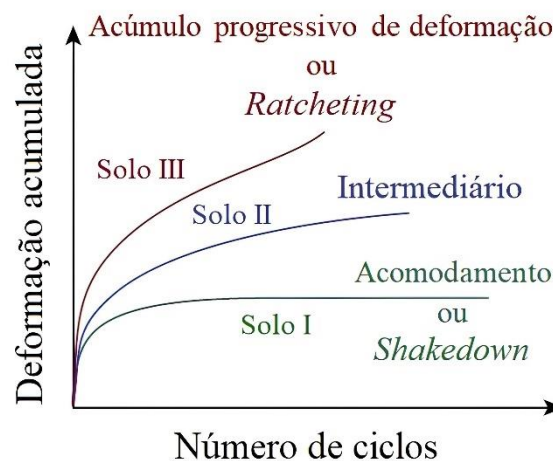 Acúmulo progressivo de deformação
ou
Ratcheting
Solo III
Intermediário
Solo II
Acomodamento
ou
Shakedown
Solo I
Deformação acumulada
Número de ciclos